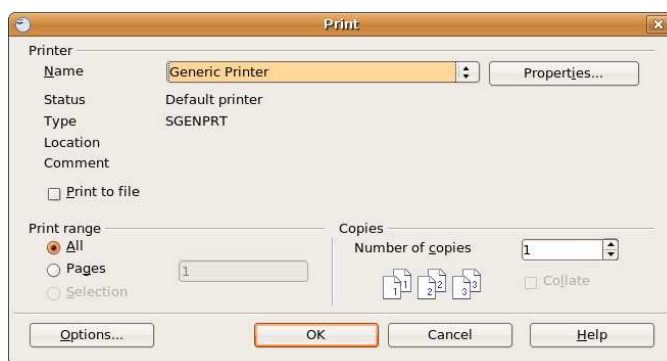 Print
Printer
Name Generic Printer Properties...
Status Default printer
Type SGENPRT
Location
Comment
Print to file
Print range
All
Pages 1
Selection
Copies
Number of copies 1
1 1 2 2 3 3
Collate
Options... OK Cancel Help